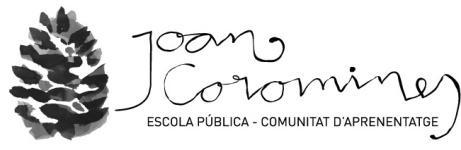 Joan
Coromines
ESCOLA PÚBLICA - COMUNITAT D'APRENENTATGE